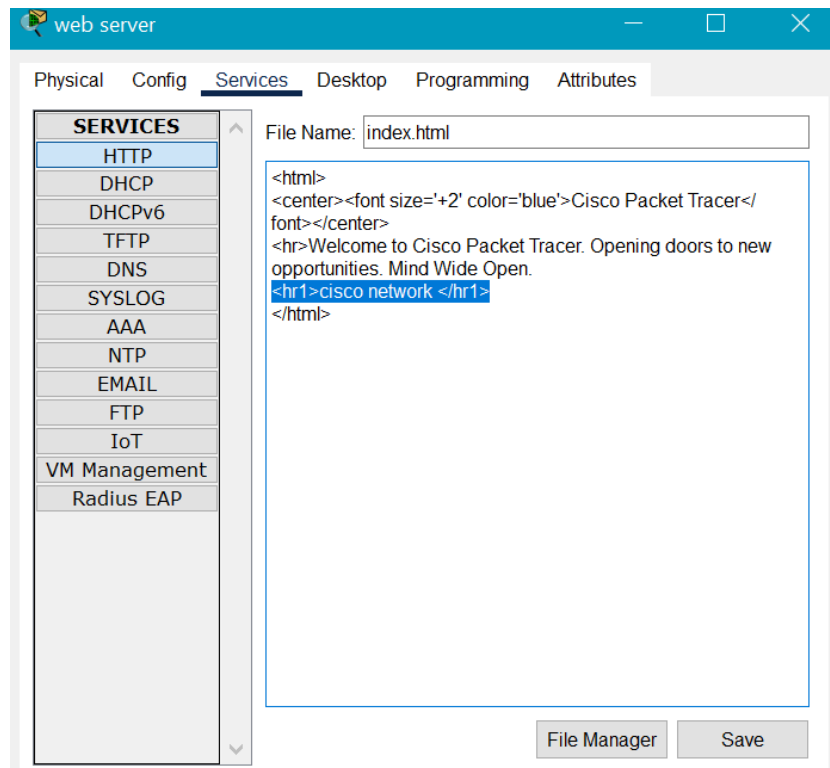 web server
Physical Config Services Desktop Programming Attributes
SERVICES
HTTP
DHCP
DHCPv6
TFTP
DNS
SYSLOG
AAA
NTP
EMAIL
FTP
IoT
VM Management
Radius EAP
File Name: index.html
<html>
<center><font size='+2' color='blue'>Cisco Packet Tracer</
font></center>
<hr>Welcome to Cisco Packet Tracer. Opening doors to new
opportunities. Mind Wide Open.
<hr1>cisco network </hr1>
</html>
File Manager Save